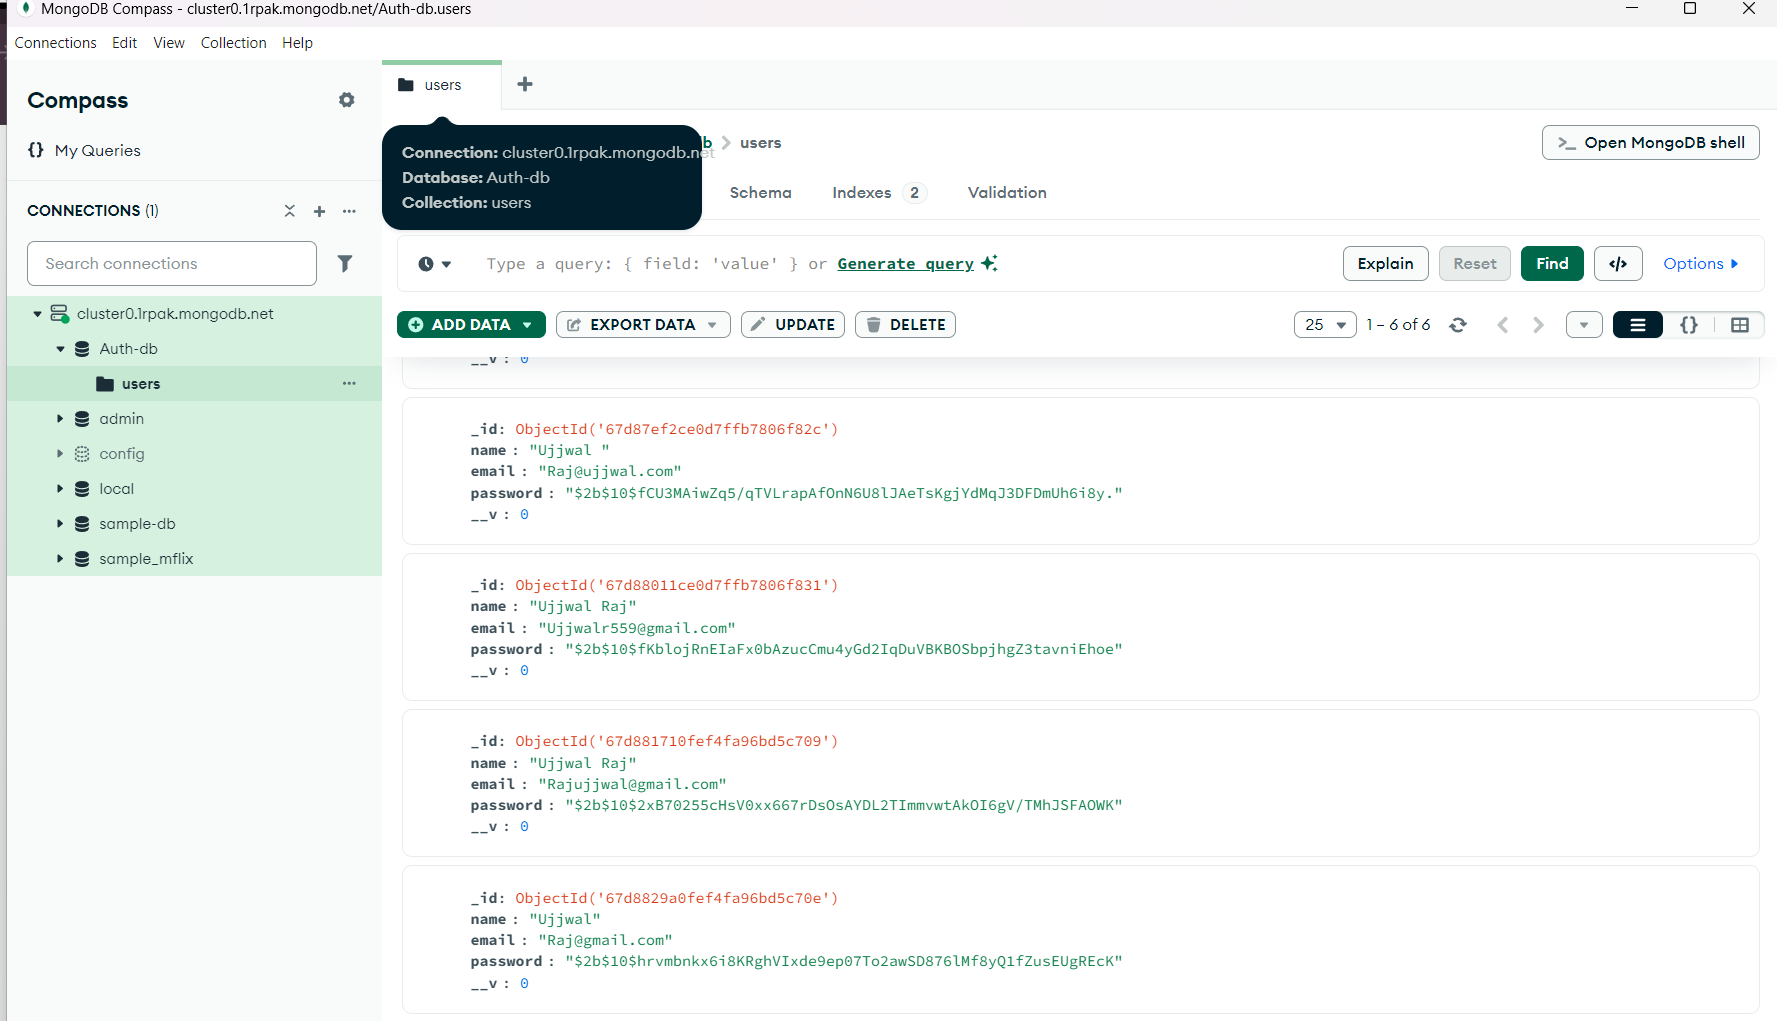 MongoDB Compass - cluster0.1rpak.mongodb.net/Auth-db.users
Connections Edit View Collection Help
Compass
{} My Queries
CONNECTIONS (1)
Search connections
cluster0.1rpak.mongodb.net
Auth-db
users
admin
config
local
sample-db
sample_mflix
users
Connection: cluster0.1rpak.mongodb.net
Database: Auth-db
Collection: users
b > users
>_ Open MongoDB shell
Schema Indexes 2 Validation
Type a query: { field: 'value' } or Generate query
Explain Reset Find </> Options
ADD DATA EXPORT DATA UPDATE DELETE
25 1 – 6 of 6 {}
__v : 0
_id: ObjectId('67d87ef2ce0d7ffb7806f82c')
name : "Ujjwal "
email : "Raj@ujjwal.com"
password : "$2b$10$fCU3MAiwZq5/qTVLrapAfOnN6U8lJAeTsKgjYdMqJ3DFDmUh6i8y."
__v : 0
_id: ObjectId('67d88011ce0d7ffb7806f831')
name : "Ujjwal Raj"
email : "Ujjwalr559@gmail.com"
password : "$2b$10$fKblojRnEIaFx0bAzucCmu4yGd2IqDuVBKBOSbpjhgZ3tavniEhoe"
__v : 0
_id: ObjectId('67d881710fef4fa96bd5c709')
name : "Ujjwal Raj"
email : "Rajujjwal@gmail.com"
password : "$2b$10$2xB70255cHsV0xx667rDsOsAYDL2TImmvwtAkOI6gV/TMhJSFAOWK"
__v : 0
_id: ObjectId('67d8829a0fef4fa96bd5c70e')
name : "Ujjwal"
email : "Raj@gmail.com"
password : "$2b$10$hrvmbnkx6i8KRghVIxde9ep07To2awSD876lMf8yQ1fZusEUgREcK"
__v : 0